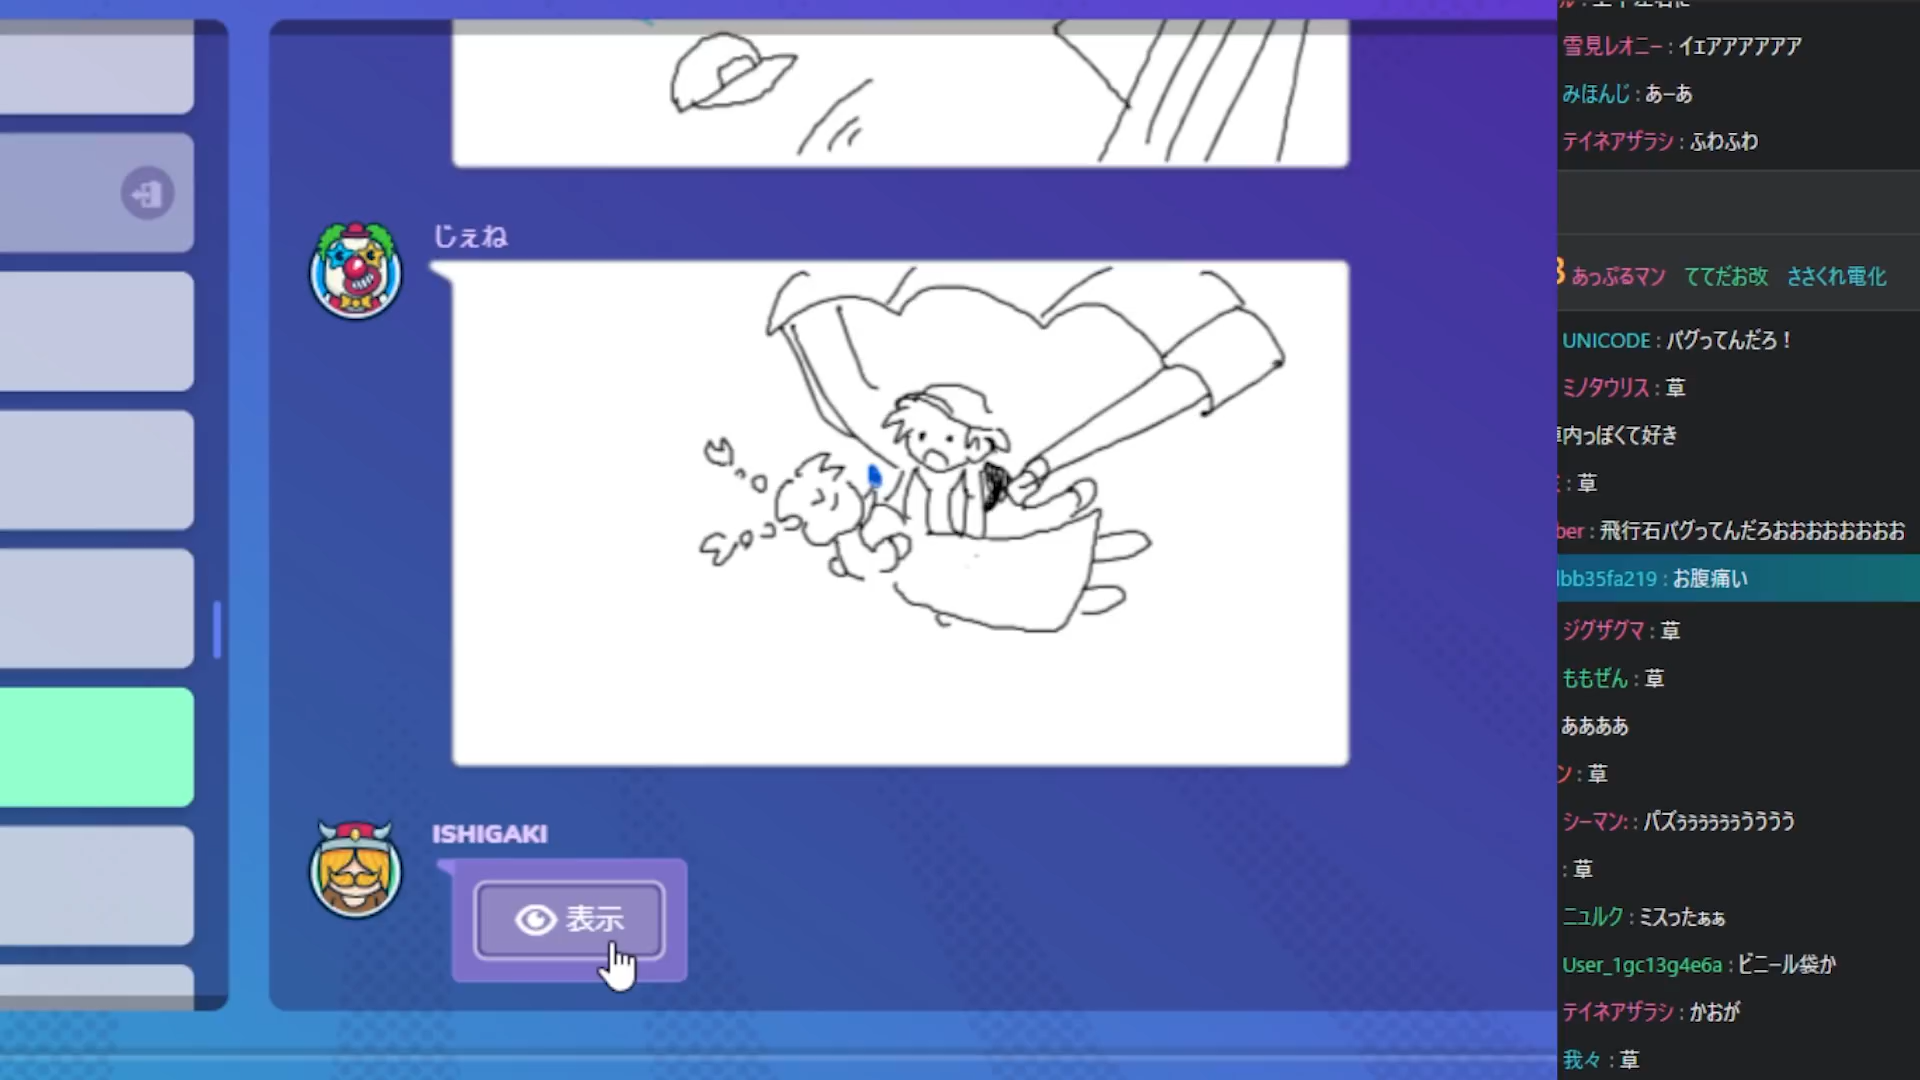 雪見レオニー : イェアアアアアア
みほんじ : あーあ
テイネアザラシ : ふわふわ
あっぷるマン ててだお改 ささくれ電化
じぇね
UNICODE : パグってんだろ！
ミノタウリス : 草
内っぽくて好き
: 草
ber : 飛行石パグってんだろおおおおおおおお
lbb35fa219 : お腹痛い
ジグザグマ : 草
ももぜん : 草
ああああ
ン : 草
シーマン: : パズぅぅぅぅぅぅうううう
: 草
ISHIGAKI
表示
ニュルク : ミスったぁぁ
User_1gc13g4e6a : ビニール袋か
テイネアザラシ : かおが
我々 : 草